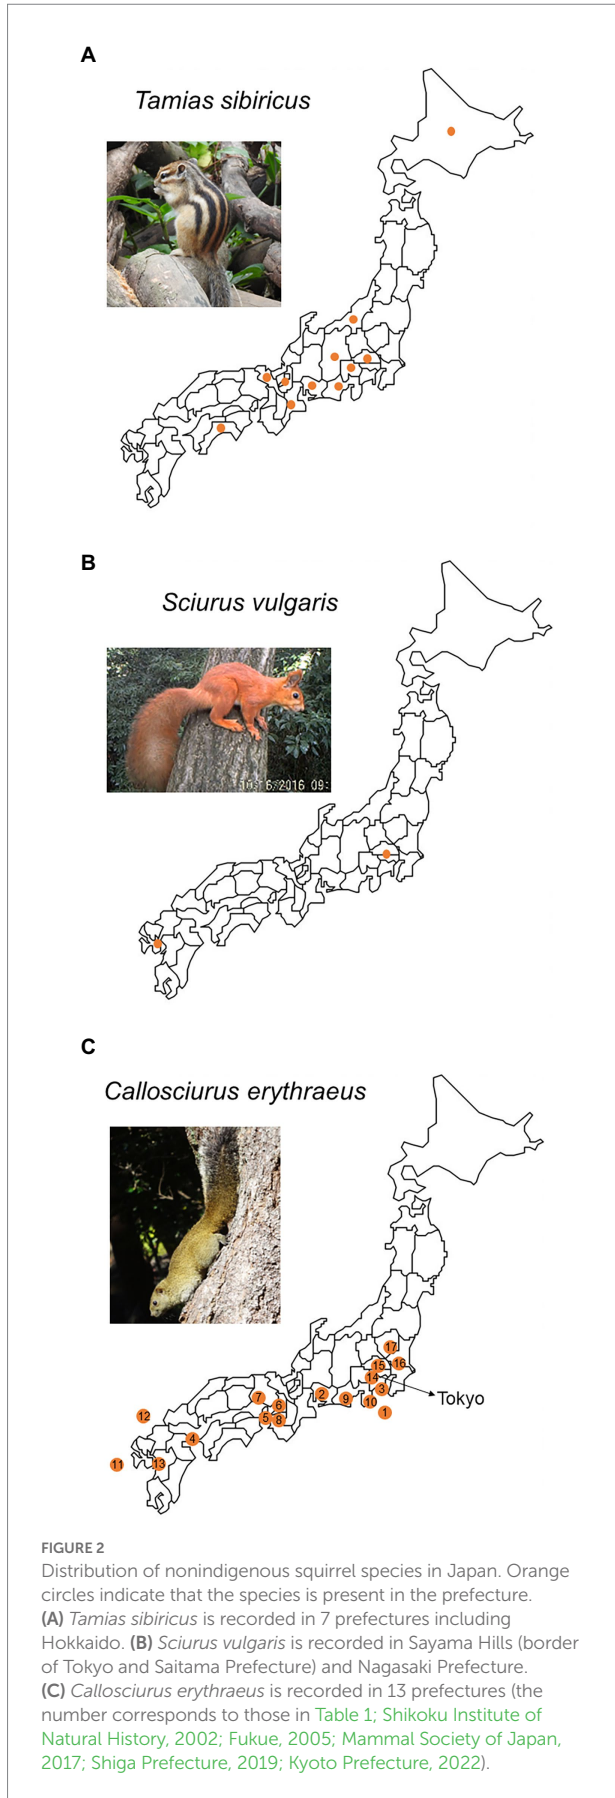 A
Tamias sibiricus
B
Sciurus vulgaris
10.16.2016 09:
C
Callosciurus erythraeus
17
15
16
14
3
Tokyo
7
6
2
9
10
1
12
5
8
4
11
13
FIGURE 2
Distribution of nonindigenous squirrel species in Japan. Orange
circles indicate that the species is present in the prefecture.
(A) Tamias sibiricus is recorded in 7 prefectures including
Hokkaido. (B) Sciurus vulgaris is recorded in Sayama Hills (border
of Tokyo and Saitama Prefecture) and Nagasaki Prefecture.
(C) Callosciurus erythraeus is recorded in 13 prefectures (the
number corresponds to those in Table 1; Shikoku Institute of
Natural History, 2002; Fukue, 2005; Mammal Society of Japan,
2017; Shiga Prefecture, 2019; Kyoto Prefecture, 2022).